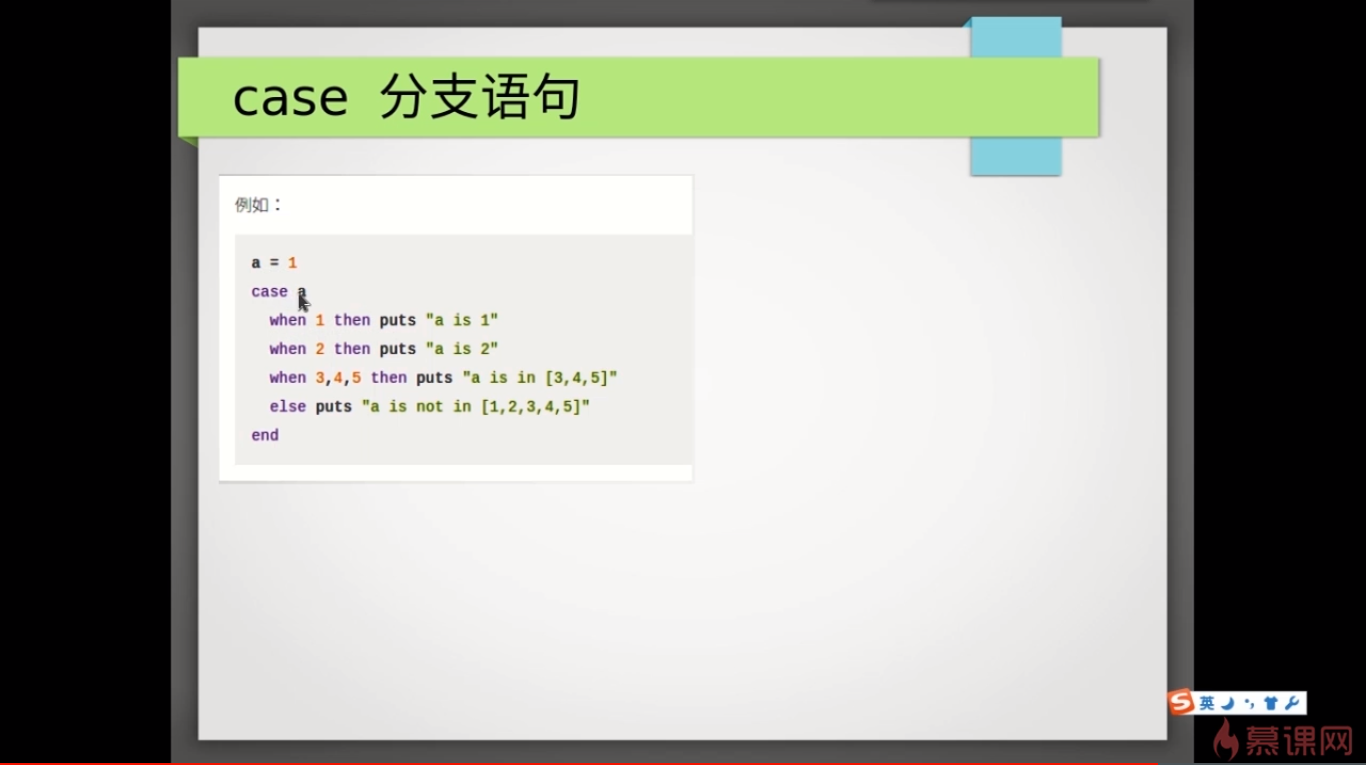 case 分支语句
例如：
a = 1
case a
when 1 then puts "a is 1"
when 2 then puts "a is 2"
when 3,4,5 then puts "a is in [3,4,5]"
else puts "a is not in [1,2,3,4,5]"
end
S 英
慕课网